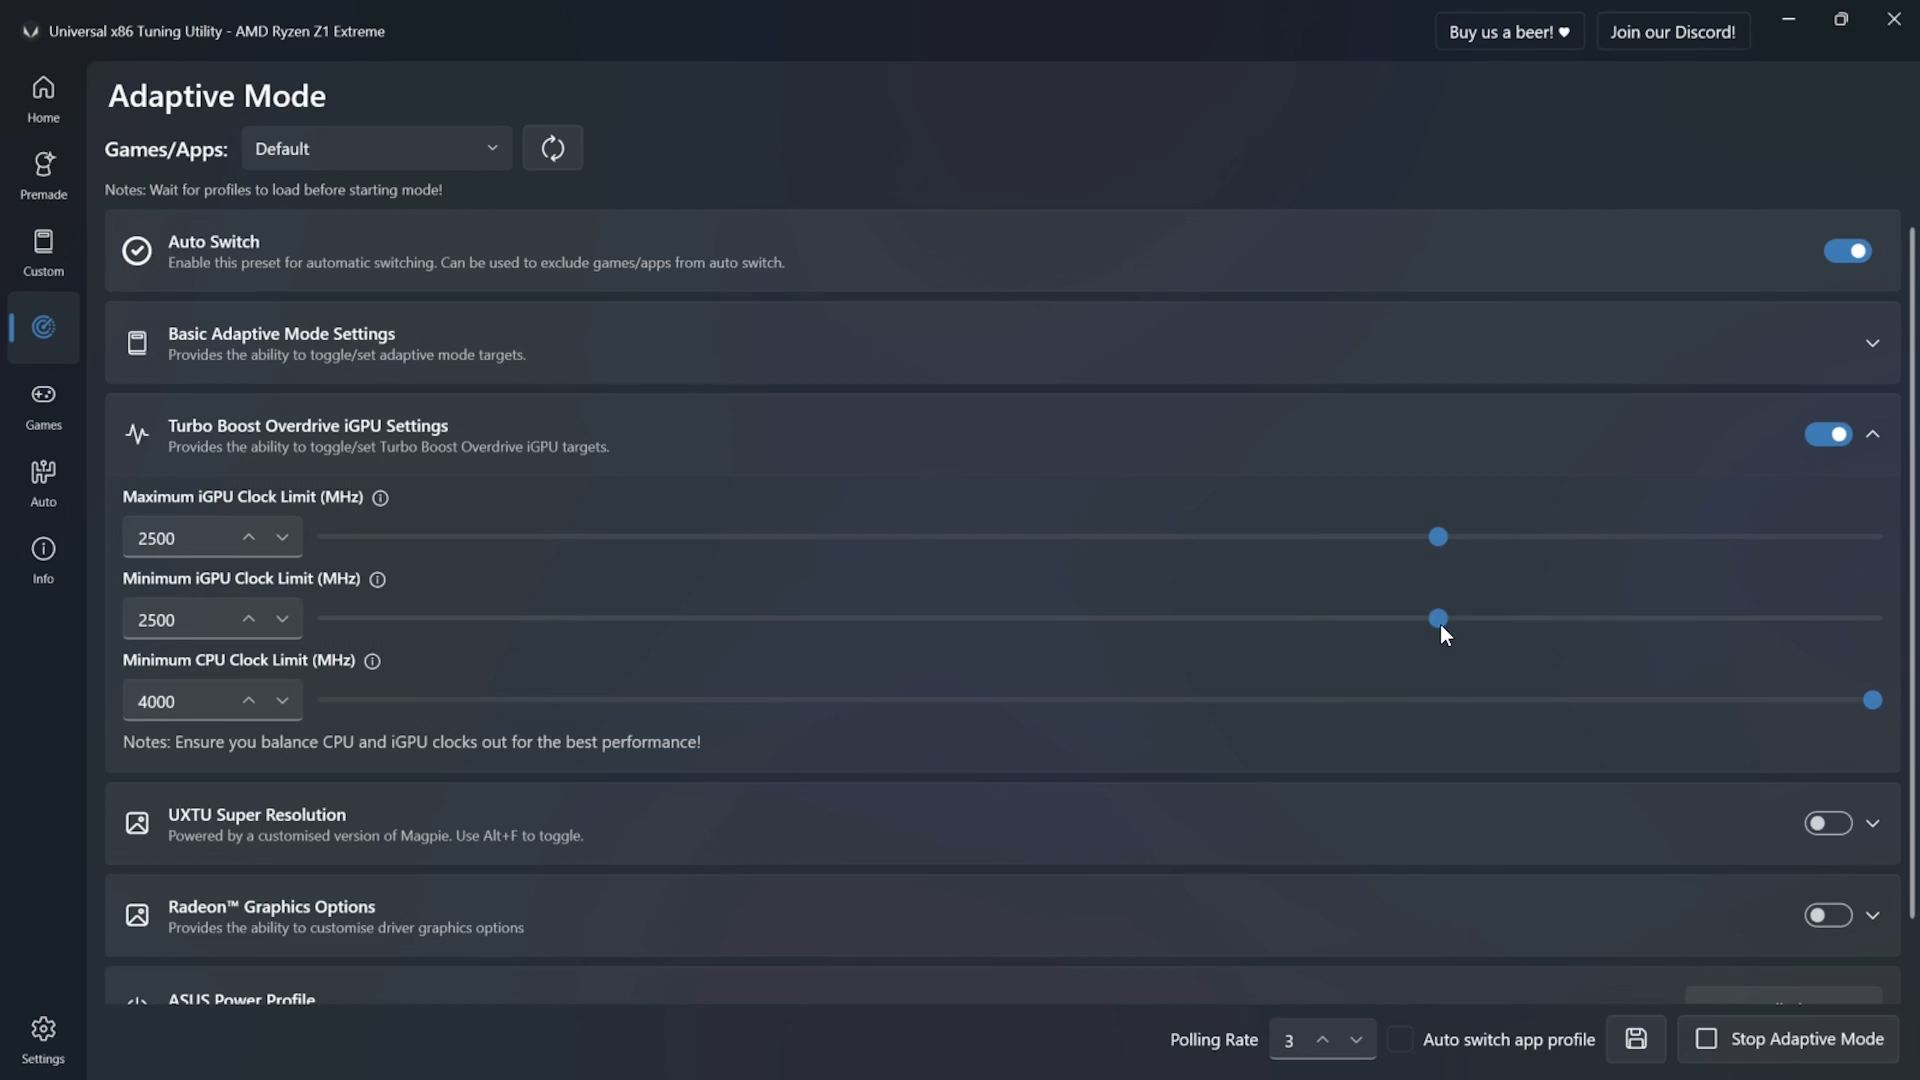 Universal x86 Tuning Utility - AMD Ryzen Z1 Extreme
Buy us a beer! ♥
Join our Discord!
Home
Premade
Custom
Games
Auto
Info
Settings
Adaptive Mode
Games/Apps:
Default
Notes: Wait for profiles to load before starting mode!
Auto Switch
Enable this preset for automatic switching. Can be used to exclude games/apps from auto switch.
Basic Adaptive Mode Settings
Provides the ability to toggle/set adaptive mode targets.
Turbo Boost Overdrive iGPU Settings
Provides the ability to toggle/set Turbo Boost Overdrive iGPU targets.
Maximum iGPU Clock Limit (MHz)
2500
Minimum iGPU Clock Limit (MHz)
2500
Minimum CPU Clock Limit (MHz)
4000
Notes: Ensure you balance CPU and iGPU clocks out for the best performance!
UXTU Super Resolution
Powered by a customised version of Magpie. Use Alt+F to toggle.
Radeon™ Graphics Options
Provides the ability to customise driver graphics options
ASUS Power Profile
Polling Rate
3
Auto switch app profile
Stop Adaptive Mode